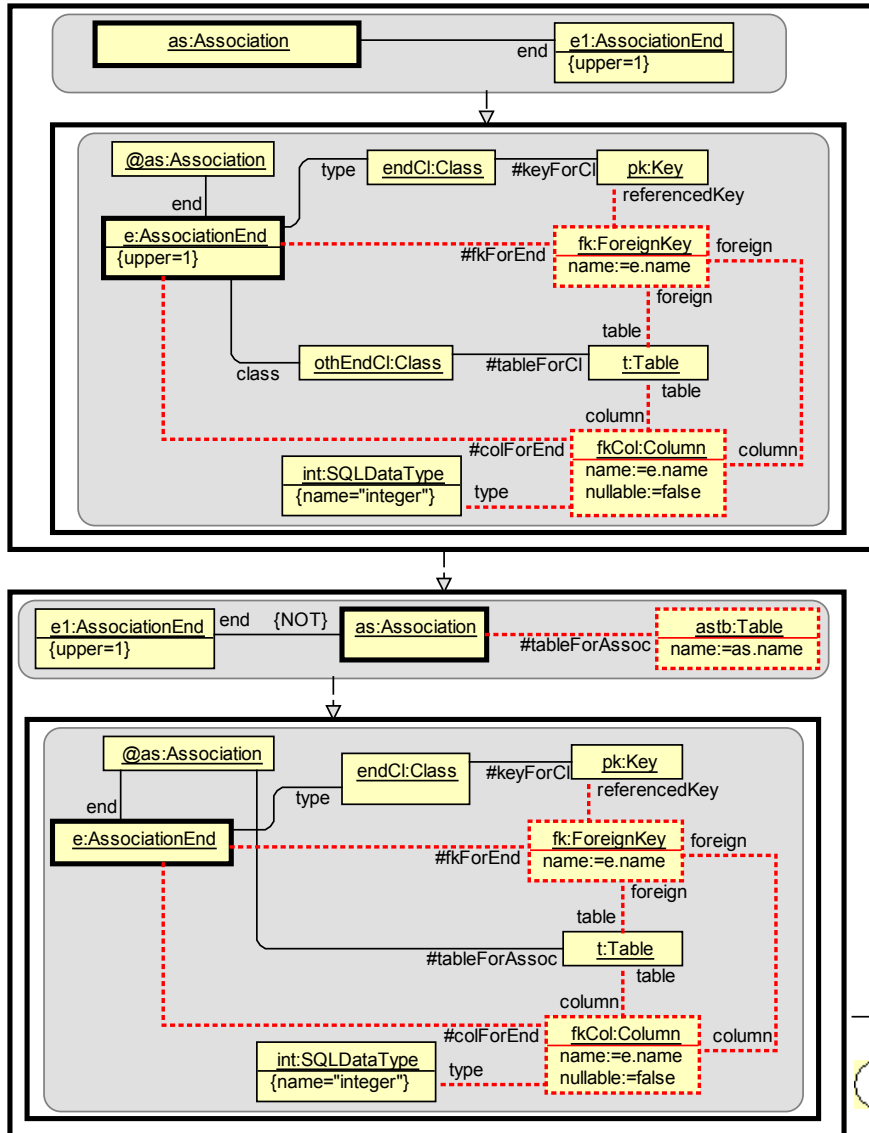 as:Association
end
e1:AssociationEnd
{upper=1}
@as:Association
type
endCl:Class
#keyForCl
pk:Key
end
referencedKey
e:AssociationEnd
{upper=1}
#fkForEnd
fk:ForeignKey
name:=e.name
foreign
foreign
table
class
othEndCl:Class
#tableForCl
t:Table
table
column
#colForEnd
fkCol:Column
name:=e.name
nullable:=false
column
int:SQLDataType
{name="integer"}
type
e1:AssociationEnd
{upper=1}
end {NOT}
as:Association
#tableForAssoc
astb:Table
name:=as.name
@as:Association
type
endCl:Class
#keyForCl
pk:Key
end
referencedKey
e:AssociationEnd
#fkForEnd
fk:ForeignKey
name:=e.name
foreign
foreign
table
#tableForAssoc
t:Table
table
column
#colForEnd
fkCol:Column
name:=e.name
nullable:=false
column
int:SQLDataType
{name="integer"}
type